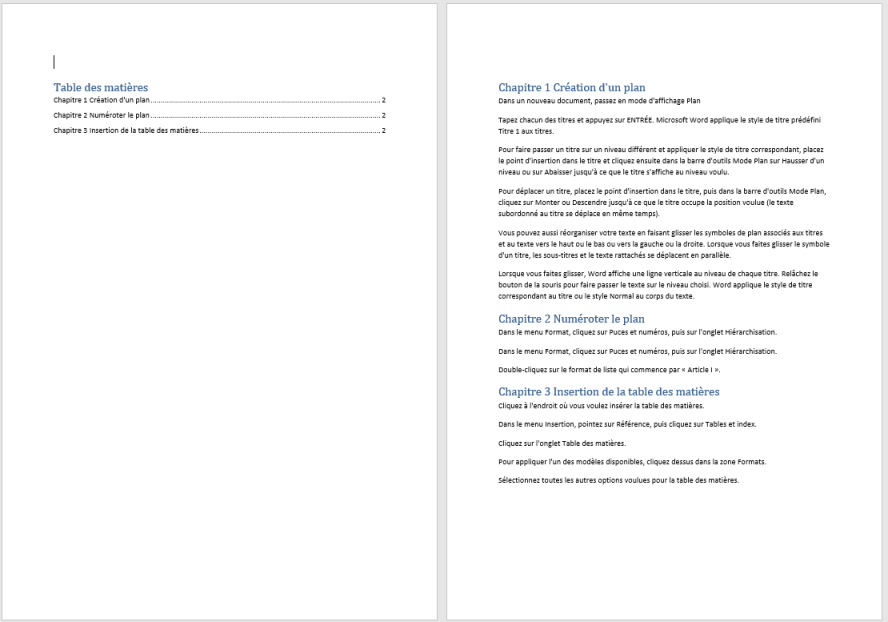 Table des matières
Chapitre 1 Création d'un plan........................................................................ 2
Chapitre 2 Numéroter le plan........................................................................ 2
Chapitre 3 Insertion de la table des matières........................................................................ 2
Chapitre 1 Création d'un plan
Dans un nouveau document, passez en mode d'affichage Plan
Tapez chacun des titres et appuyez sur ENTRÉE. Microsoft Word applique le style de titre prédéfini
Titre 1 aux titres.
Pour faire passer un titre sur un niveau différent et appliquer le style de titre correspondant, placez
le point d'insertion dans le titre et cliquez ensuite dans la barre d'outils Mode Plan sur Hausser d'un
niveau ou sur Abaisser jusqu'à ce que le titre s'affiche au niveau voulu.
Pour déplacer un titre, placez le point d'insertion dans le titre, puis dans la barre d'outils Mode Plan,
cliquez sur Monter ou Descendre jusqu'à ce que le titre occupe la position voulue (le texte
subordonné au titre se déplace en même temps).
Vous pouvez aussi réorganiser votre texte en faisant glisser les symboles de plan associés aux titres
et au texte vers le haut ou le bas ou vers la gauche ou la droite. Lorsque vous faites glisser le symbole
d'un titre, les sous-titres et le texte rattachés se déplacent en parallèle.
Lorsque vous faites glisser, Word affiche une ligne verticale au niveau de chaque titre. Relâchez le
bouton de la souris pour faire passer le texte sur le niveau choisi. Word applique le style de titre
correspondant au titre ou le style Normal au corps du texte.
Chapitre 2 Numéroter le plan
Dans le menu Format, cliquez sur Puces et numéros, puis sur l'onglet Hiérarchisation.
Dans le menu Format, cliquez sur Puces et numéros, puis sur l'onglet Hiérarchisation.
Double-cliquez sur le format de liste qui commence par « Article I ».
Chapitre 3 Insertion de la table des matières
Cliquez à l'endroit où vous voulez insérer la table des matières.
Dans le menu Insertion, pointez sur Référence, puis cliquez sur Tables et index.
Cliquez sur l'onglet Table des matières.
Pour appliquer l'un des modèles disponibles, cliquez dessus dans la zone Formats.
Sélectionnez toutes les autres options voulues pour la table des matières.